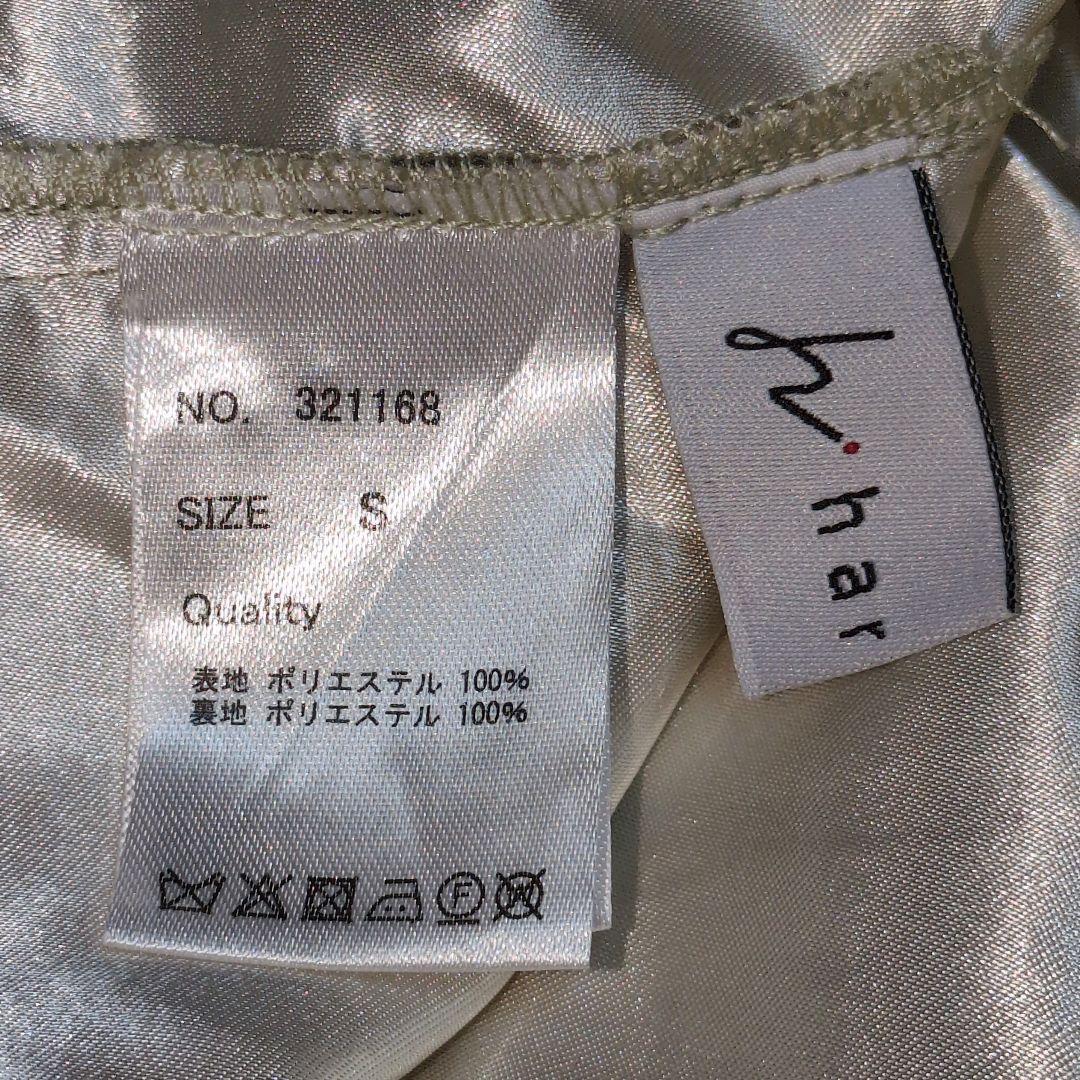 NO. 321168
SIZE S
Quality
表地 ポリエステル 100%
裏地 ポリエステル 100%
F W
h・har